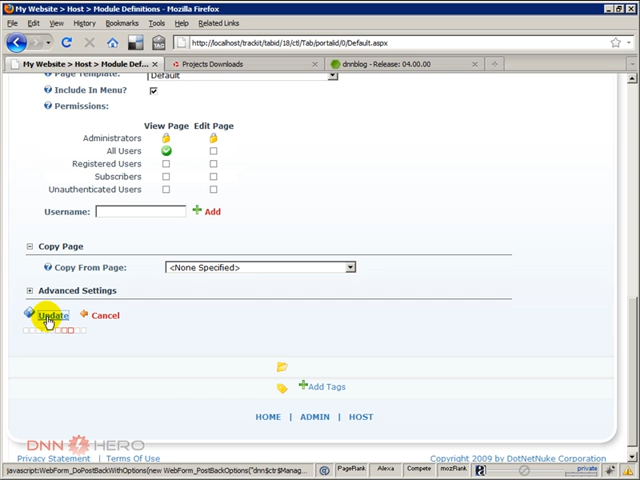 My Website > Host > Module Definitions - Mozilla Firefox
File Edit View History Bookmarks Tools Help
http://localhost/trackit/tabid/18/ctl/Tab/portalid/0/Default.aspx
My Website > Host > Module Def...
Projects Downloads
dnnblog - Release: 04.00.00
Page Template:
Default
Include In Menu?
Permissions:
View Page Edit Page
Administrators
All Users
Registered Users
Subscribers
Unauthenticated Users
Username:
Add
Copy Page
Copy From Page:
<None Specified>
Advanced Settings
Update
Cancel
Add Tags
HOME | ADMIN | HOST
DNN HERO
Privacy Statement | Terms Of Use
Copyright 2009 by DotNetNuke Corporation
javascript:WebForm_DoPostBackWithOptions(new WebForm_PostBackOptions("dnn$ctr$Manag...
PageRank
Alexa
Compete
mozRank
private